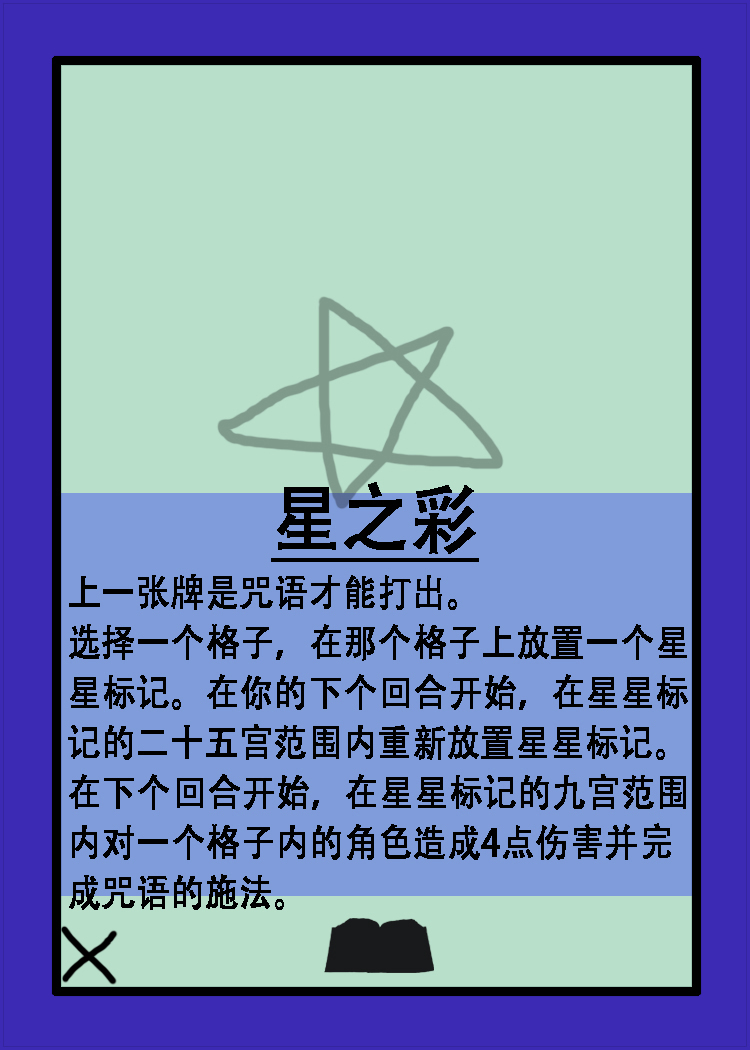 星之彩
上一张牌是咒语才能打出。
选择一个格子，在那个格子上放置一个星
星标记。在你的下个回合开始，在星星标
记的二十五宫范围内重新放置星星标记。
在下个回合开始，在星星标记的九宫范围
内对一个格子内的角色造成4点伤害并完
成咒语的施法。